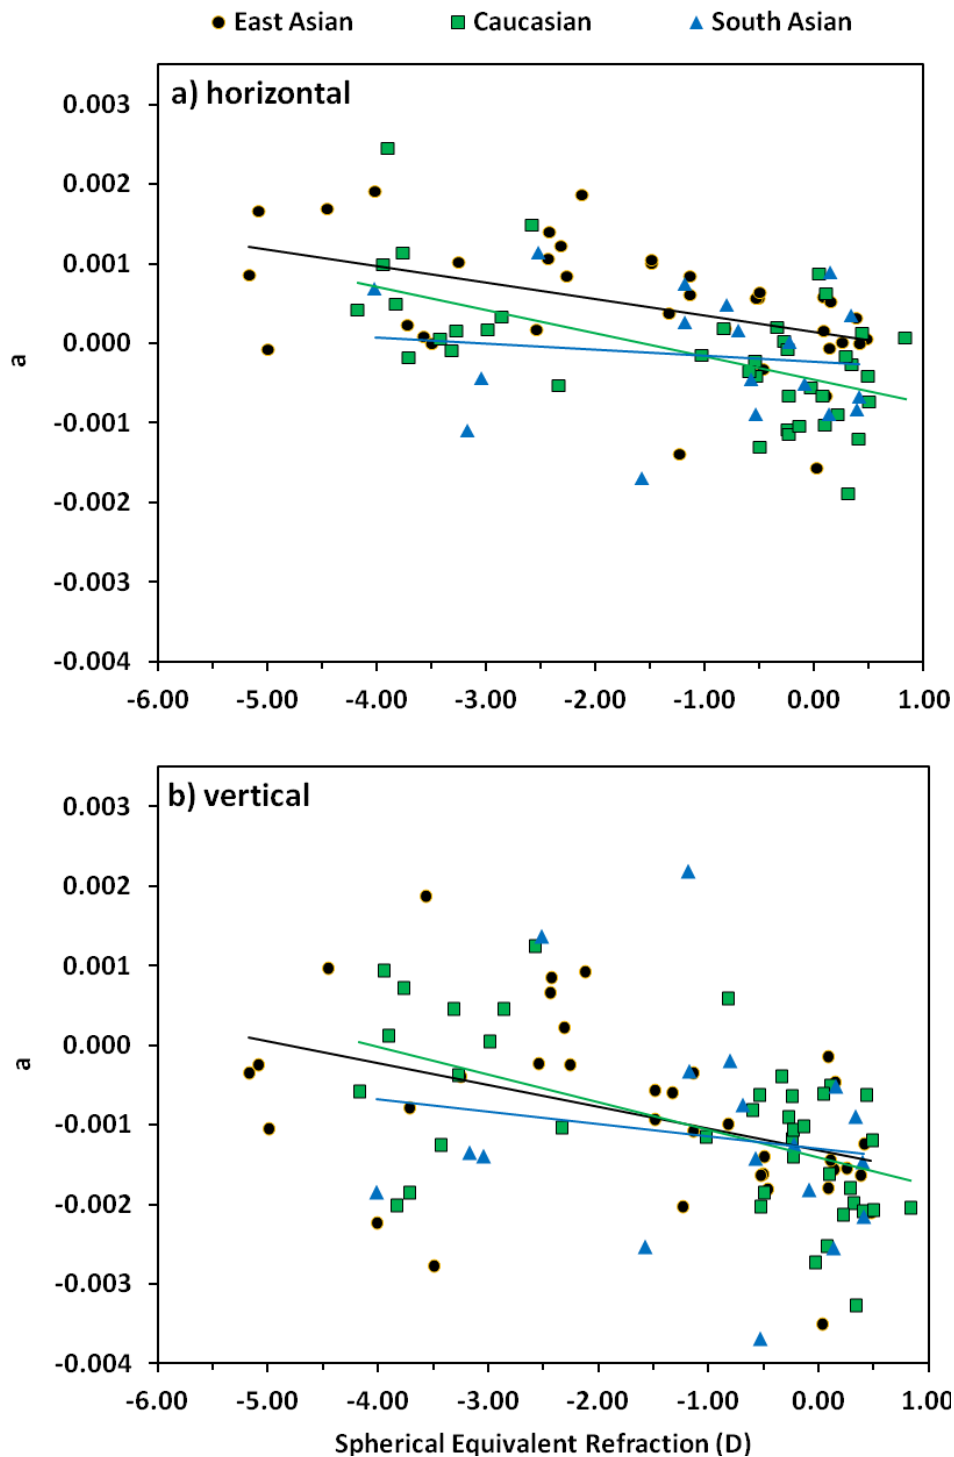 East Asian Caucasian South Asian
a) horizontal
0.003
0.002
0.001
0.000
-0.001
-0.002
-0.003
-0.004
a
-6.00 -5.00 -4.00 -3.00 -2.00 -1.00 0.00 1.00
b) vertical
0.003
0.002
0.001
0.000
-0.001
-0.002
-0.003
-0.004
a
-6.00 -5.00 -4.00 -3.00 -2.00 -1.00 0.00 1.00
Spherical Equivalent Refraction (D)